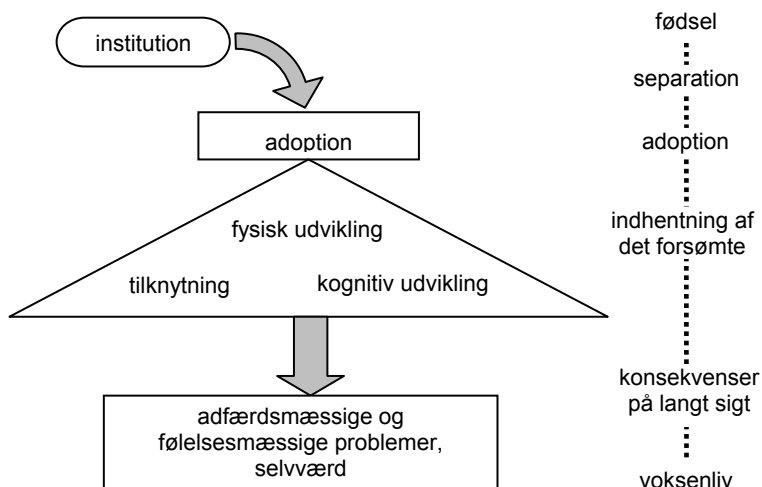 institution
adoption
fysisk udvikling
tilknytning
kognitiv udvikling
adfærdsmæssige og
følelsesmæssige problemer,
selvværd
fødsel
separation
adoption
indhentning af
det forsømte
konsekvenser
på langt sigt
voksenliv